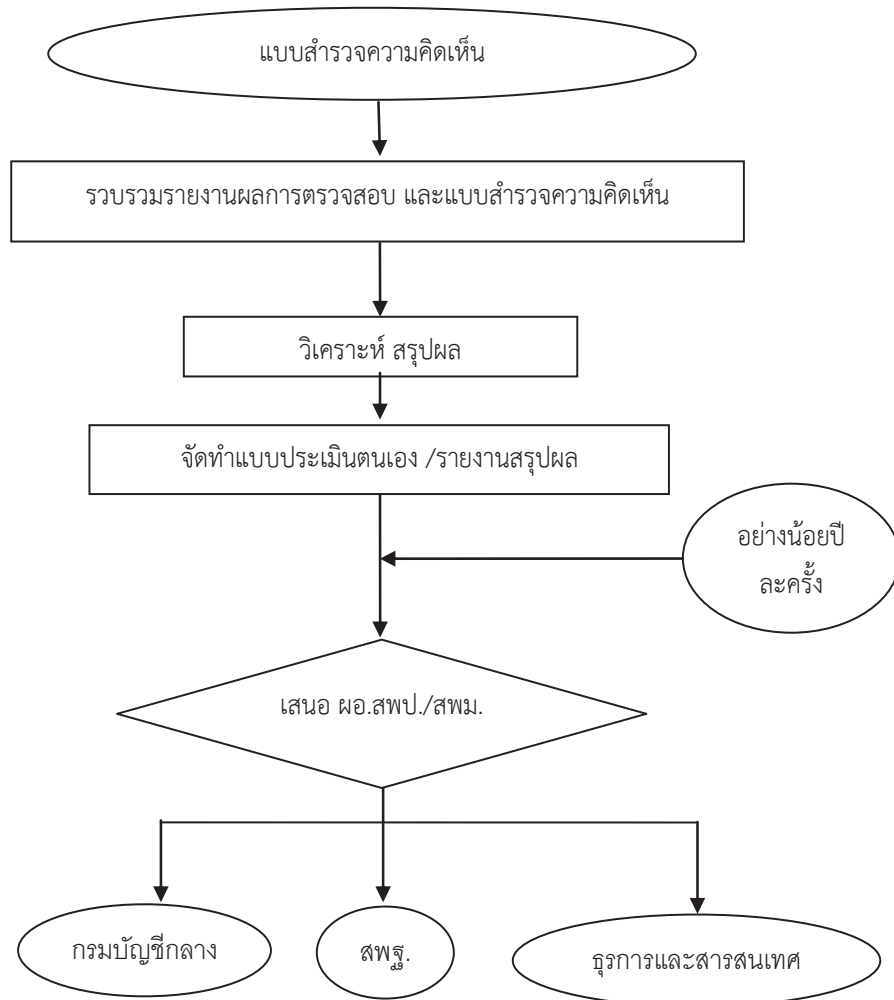 แบบสำรวจความคิดเห็น
รวบรวมรายงานผลการตรวจสอบ และแบบสำรวจความคิดเห็น
วิเคราะห์ สรุปผล
จัดทำแบบประเมินตนเอง /รายงานสรุปผล
อย่างน้อยปี
ละครั้ง
เสนอ ผอ.สพป./สพม.
กรมบัญชีกลาง
สพฐ.
ธุรการและสารสนเทศ